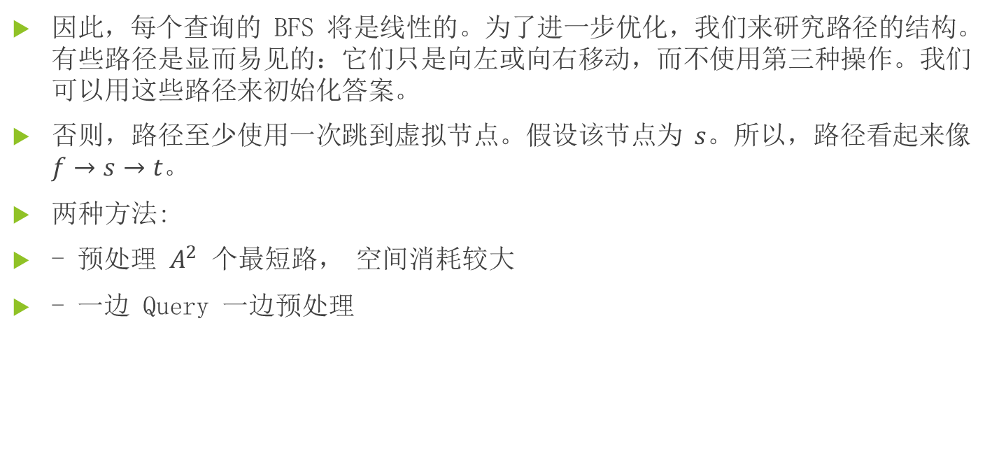 因此，每个查询的 BFS 将是线性的。为了进一步优化，我们来研究路径的结构。
有些路径是显而易见的：它们只是向左或向右移动，而不使用第三种操作。我们
可以用这些路径来初始化答案。
否则，路径至少使用一次跳到虚拟节点。假设该节点为 s。所以，路径看起来像
f → s → t。
两种方法:
– 预处理 A² 个最短路， 空间消耗较大
– 一边 Query 一边预处理